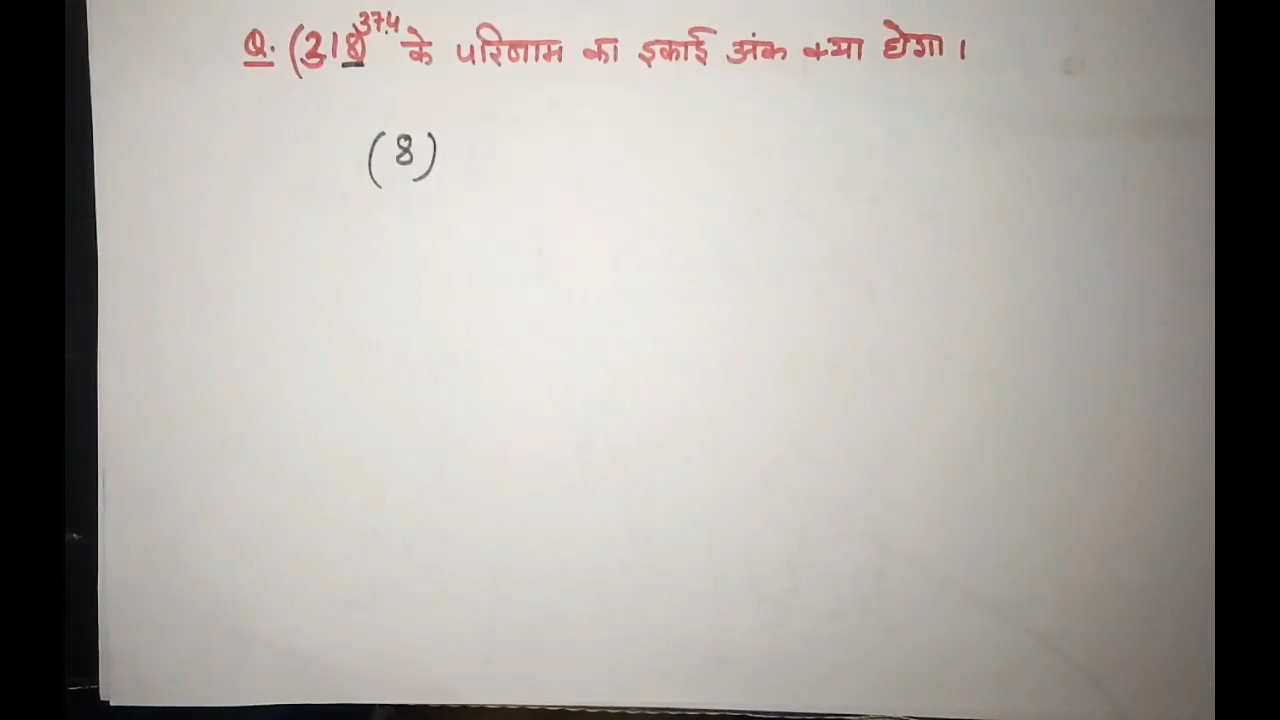 Q. (318)³⁷⁴ के परिनाम का इकाई अंक क्या होगा।
(8)